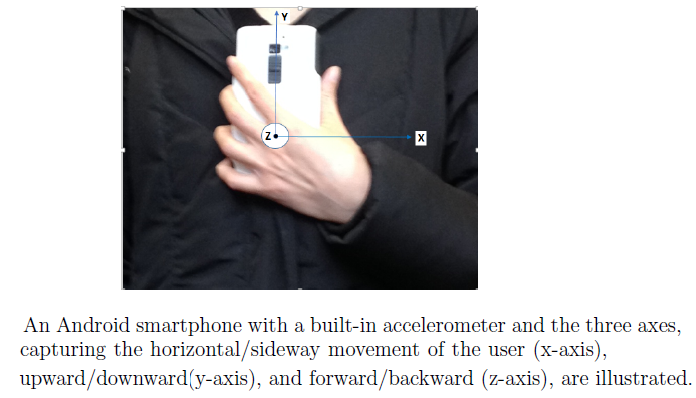 Y
Z
X
An Android smartphone with a built-in accelerometer and the three axes,
capturing the horizontal/sideway movement of the user (x-axis),
upward/downward(y-axis), and forward/backward (z-axis), are illustrated.